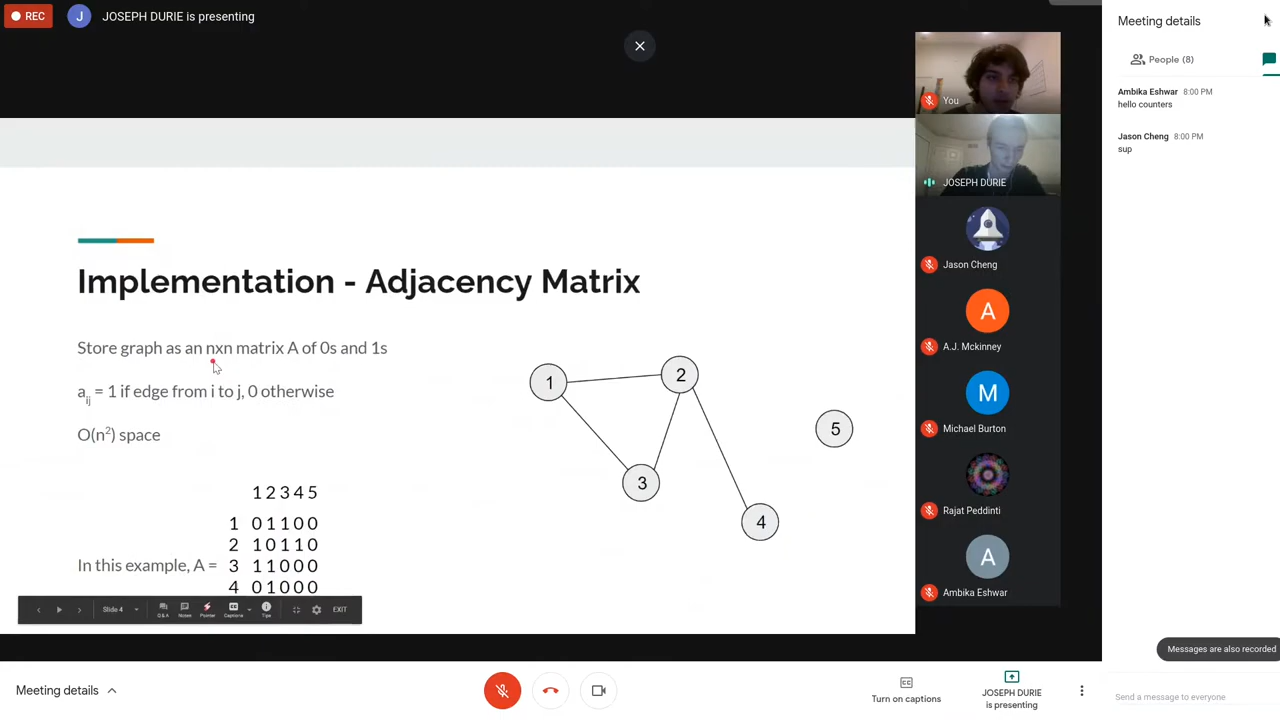 REC
J
JOSEPH DURIE is presenting
Meeting details
People (8)
Ambika Eshwar 8:00 PM
hello counters
Jason Cheng 8:00 PM
sup
You
JOSEPH DURIE
Jason Cheng
A
A.J. Mckinney
M
Michael Burton
Rajat Peddinti
A
Ambika Eshwar
Implementation - Adjacency Matrix
Store graph as an nxn matrix A of 0s and 1s
aij = 1 if edge from i to j, 0 otherwise
O(n²) space
1 2 3 4 5
1 0 1 1 0 0
2 1 0 1 1 0
In this example, A = 3 1 1 0 0 0
4 0 1 0 0 0
1
2
3
4
5
Slide 4
Q&A
Notes
Pointer
Captions
Tips
EXIT
Messages are also recorded
Meeting details
CC
Turn on captions
JOSEPH DURIE
is presenting
Send a message to everyone